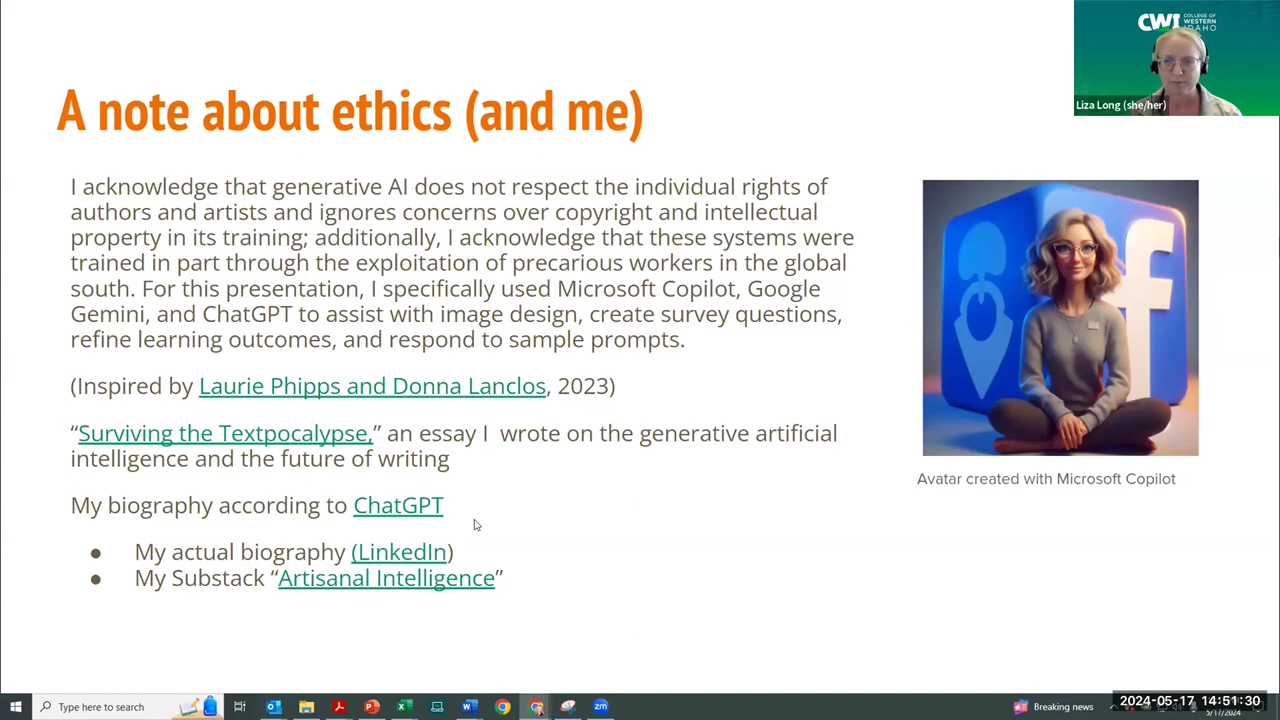 CWI COLLEGE OF
WESTERN
IDAHO
Liza Long (she/her)
A note about ethics (and me)
I acknowledge that generative AI does not respect the individual rights of
authors and artists and ignores concerns over copyright and intellectual
property in its training; additionally, I acknowledge that these systems were
trained in part through the exploitation of precarious workers in the global
south. For this presentation, I specifically used Microsoft Copilot, Google
Gemini, and ChatGPT to assist with image design, create survey questions,
refine learning outcomes, and respond to sample prompts.
(Inspired by Laurie Phipps and Donna Lanclos, 2023)
“Surviving the Textpocalypse,” an essay I wrote on the generative artificial
intelligence and the future of writing
My biography according to ChatGPT
● My actual biography (LinkedIn)
● My Substack “Artisanal Intelligence”
f
Avatar created with Microsoft Copilot
Type here to search
zm
Breaking news
2024-05-17 14:51:30
5/17/2024